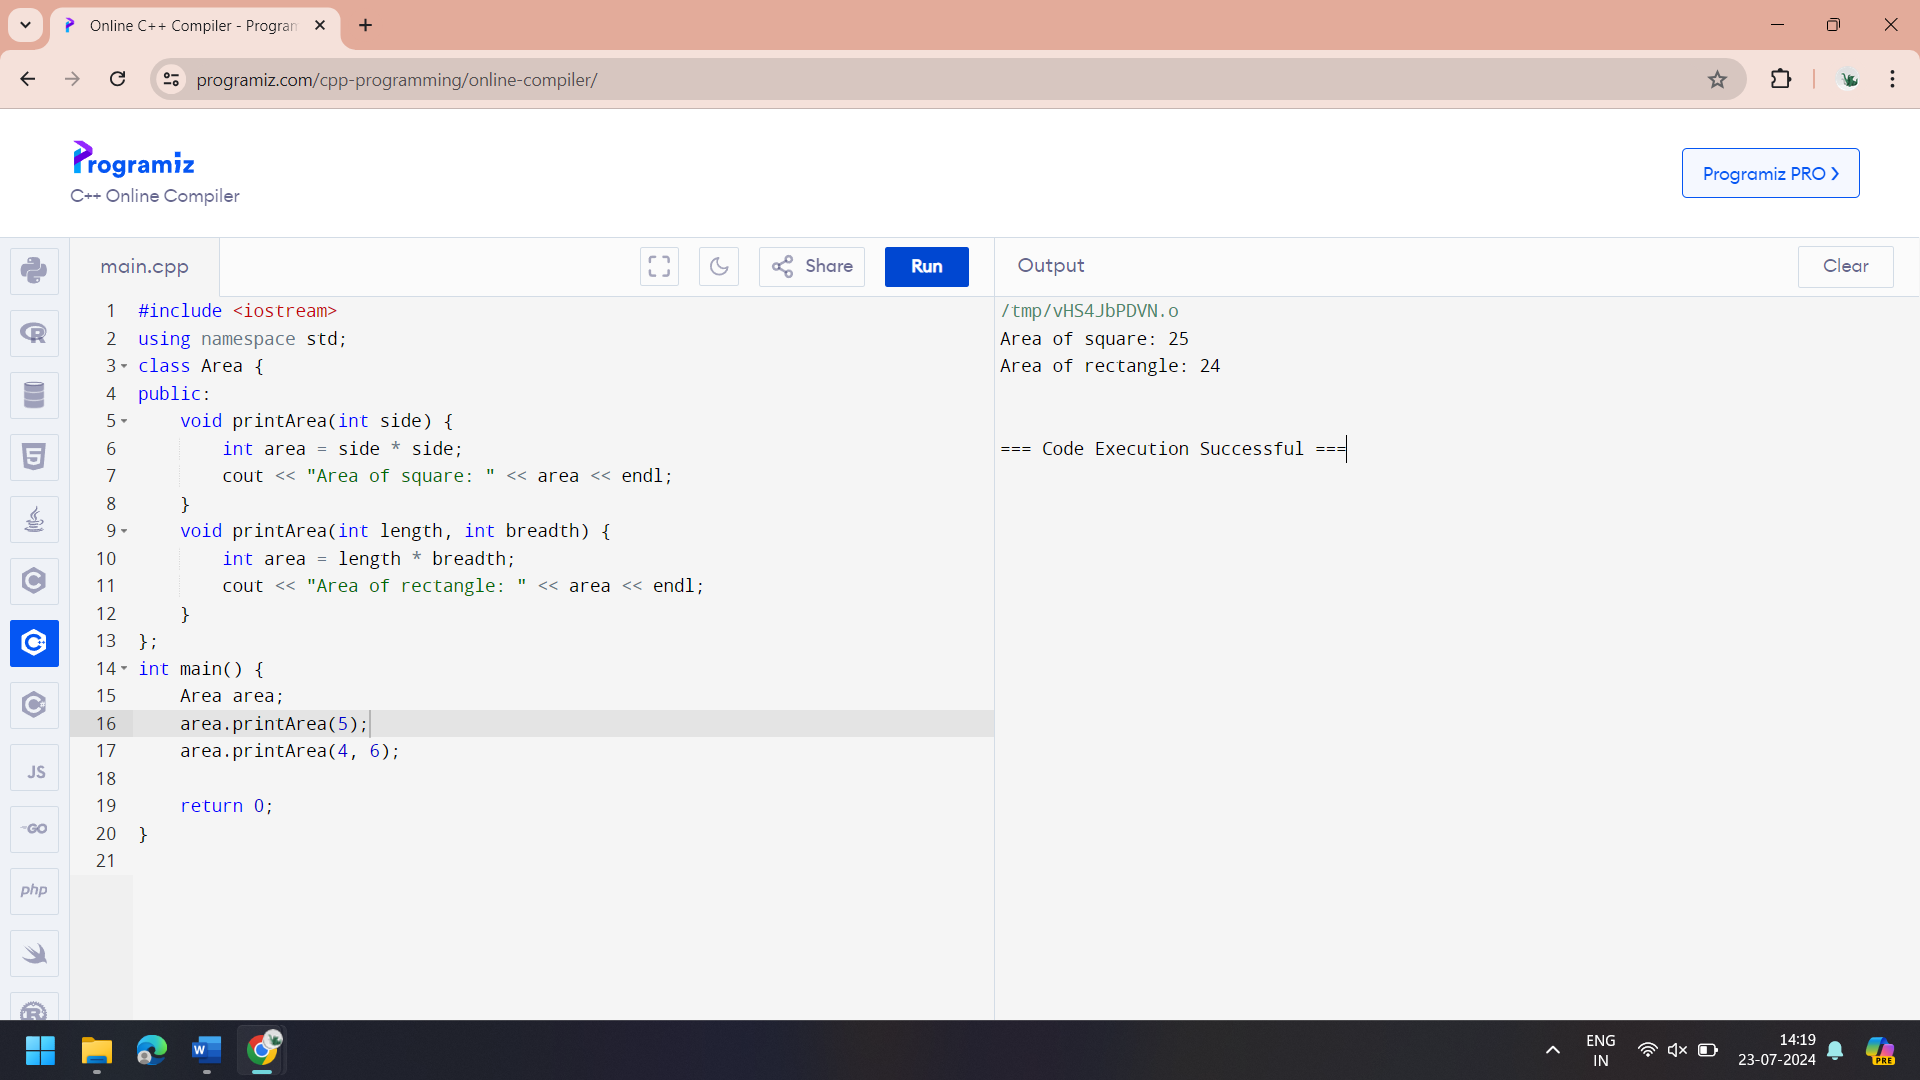 Online C++ Compiler - Program
programiz.com/cpp-programming/online-compiler/
Programiz
C++ Online Compiler
Programiz PRO ❯
main.cpp
Share
Run
Output
Clear
1 #include <iostream>
2 using namespace std;
3 class Area {
4 public:
5     void printArea(int side) {
6         int area = side * side;
7         cout << "Area of square: " << area << endl;
8     }
9     void printArea(int length, int breadth) {
10         int area = length * breadth;
11         cout << "Area of rectangle: " << area << endl;
12     }
13 };
14 int main() {
15     Area area;
16     area.printArea(5);
17     area.printArea(4, 6);
18
19     return 0;
20 }
21
/tmp/vHS4JbPDVN.o
Area of square: 25
Area of rectangle: 24
=== Code Execution Successful ===
R
5
C
C+
C
JS
GO
php
R
W
ENG
IN
14:19
23-07-2024
PRE